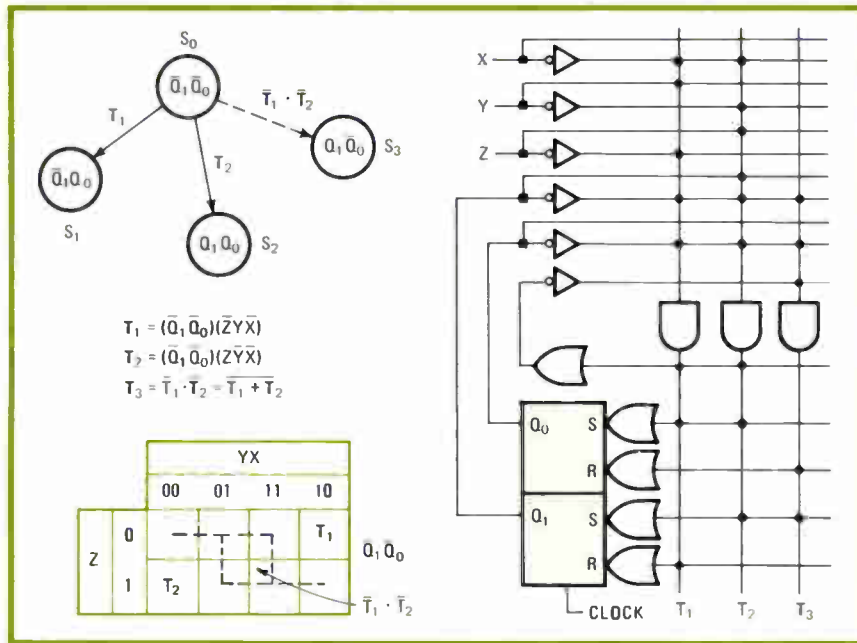 S₀
Q̄₁Q̄₀
T₁
T̄₁ · T̄₂
T₂
Q̄₁Q₀
S₁
Q₁Q₀
S₂
Q₁Q̄₀
S₃
T₁ = (Q̄₁Q̄₀)(Z̄YX̄)
T₂ = (Q̄₁Q̄₀)(ZȲX̄)
T₃ = T̄₁·T̄₂ = T̄₁̄ ̄+̄ ̄T̄₂̄
YX
00 01 11 10
Z 0 T₁
1 T₂
Q̄₁Q̄₀
T̄₁ · T̄₂
X
Y
Z
Q₀ S
R
Q₁ S
R
CLOCK T₁ T₂ T₃